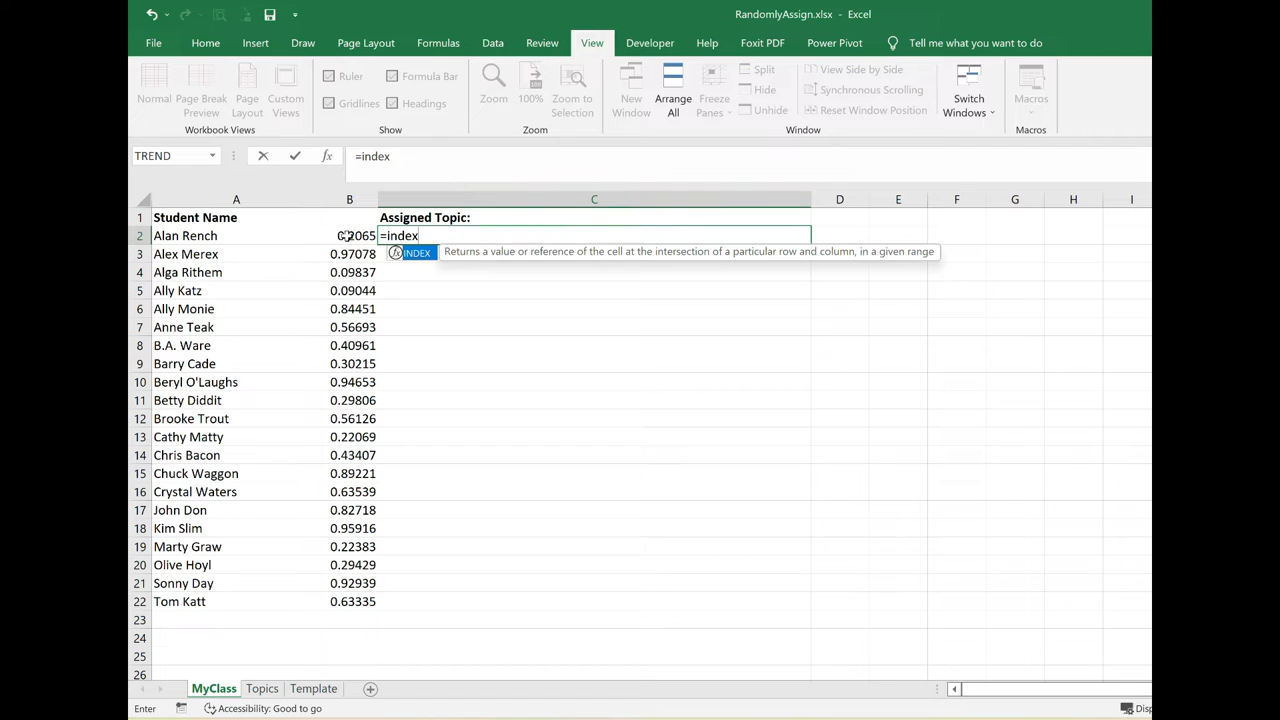 RandomlyAssign.xlsx - Excel
File Home Insert Draw Page Layout Formulas Data Review View Developer Help Foxit PDF Power Pivot Tell me what you want to do
Normal Page Break Preview Page Layout Custom Views
Ruler Formula Bar
Gridlines Headings
Zoom 100% Zoom to Selection
New Window Arrange All Freeze Panes
Split
Hide
Unhide
View Side by Side
Synchronous Scrolling
Reset Window Position
Switch Windows
Macros
Workbook Views Show Zoom Window Macros
TREND fx =index
A B C D E F G H I
1 Student Name Assigned Topic:
2 Alan Rench =index
INDEX Returns a value or reference of the cell at the intersection of a particular row and column, in a given range
3 Alex Merex 0.97078
4 Alga Rithem 0.09837
5 Ally Katz 0.09044
6 Ally Monie 0.84451
7 Anne Teak 0.56693
8 B.A. Ware 0.40961
9 Barry Cade 0.30215
10 Beryl O'Laughs 0.94653
11 Betty Diddit 0.29806
12 Brooke Trout 0.56126
13 Cathy Matty 0.22069
14 Chris Bacon 0.43407
15 Chuck Waggon 0.89221
16 Crystal Waters 0.63539
17 John Don 0.82718
18 Kim Slim 0.95916
19 Marty Graw 0.22383
20 Olive Hoyl 0.29429
21 Sonny Day 0.92939
22 Tom Katt 0.63335
23
24
25
26
MyClass Topics Template
Enter Accessibility: Good to go